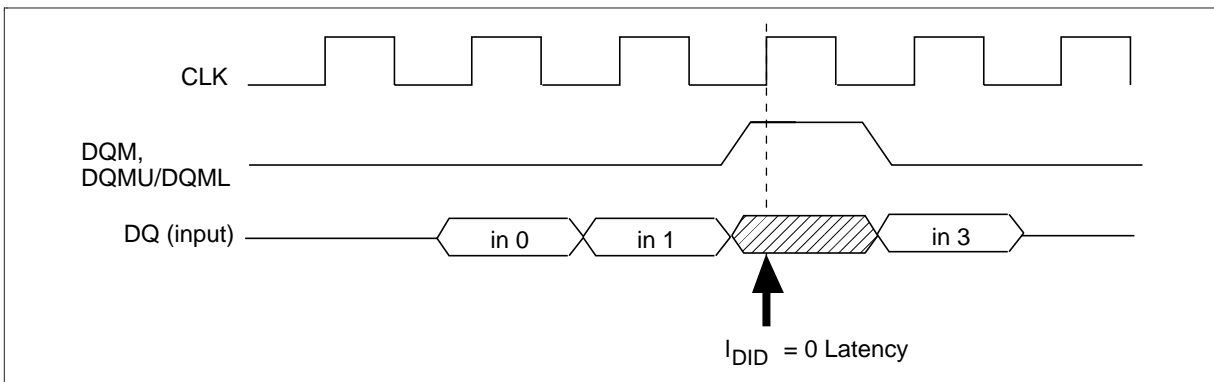 CLK
DQM,
DQMU/DQML
DQ (input)
in 0
in 1
in 3
IDID = 0 Latency